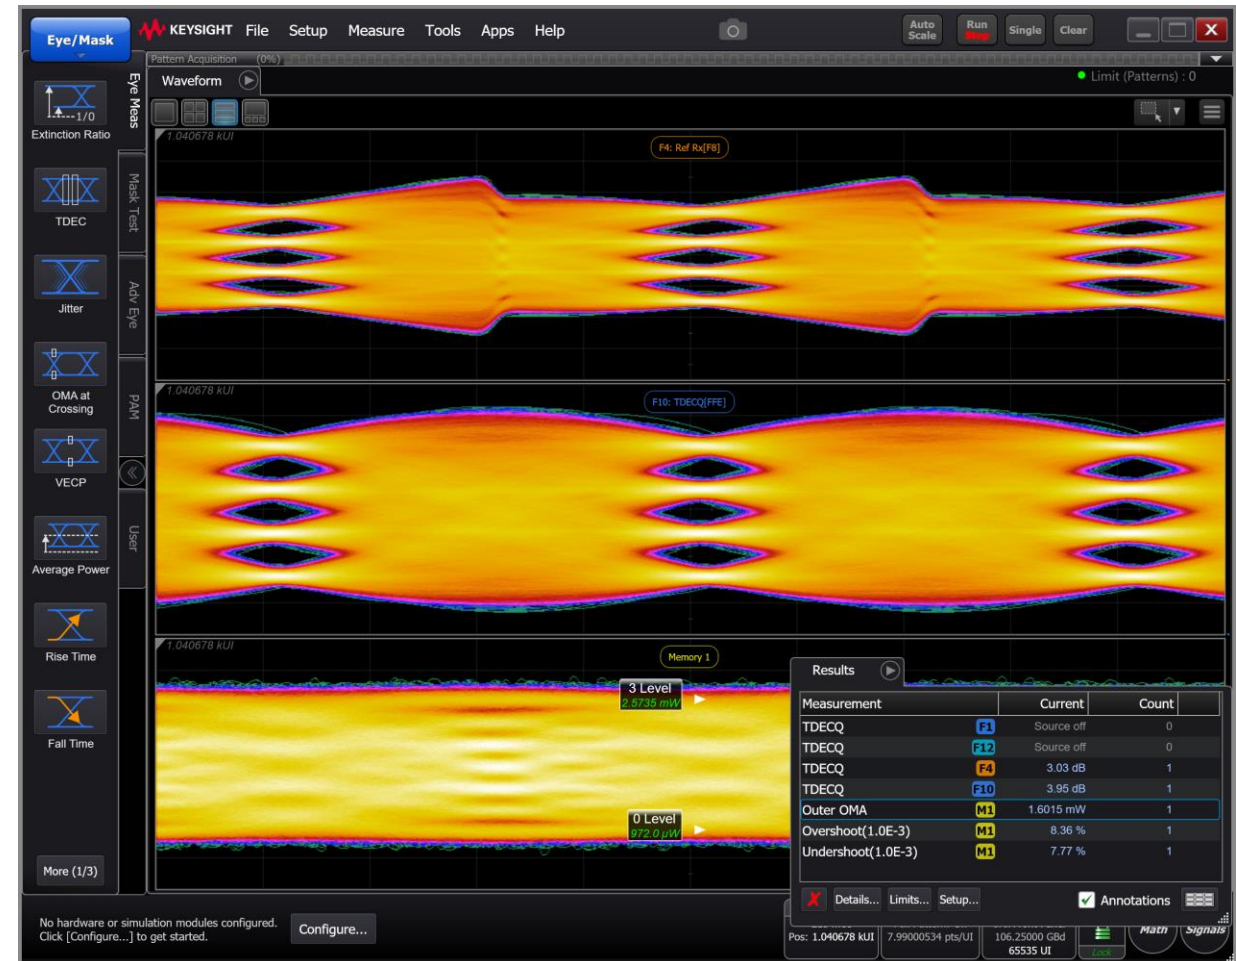 Eye/Mask
KEYSIGHT File Setup Measure Tools Apps Help
Auto Scale
Run Stop
Single
Clear
X
Pattern Acquisition (0%)
Waveform
Limit (Patterns) : 0
Eye Meas
Mask Test
Adv Eye
PAM
User
1/0
Extinction Ratio
TDEC
Jitter
OMA at
Crossing
VECP
Average Power
Rise Time
Fall Time
More (1/3)
1.040678 kUI
F4: Ref Rx[F8]
1.040678 kUI
F10: TDECQ[FFE]
1.040678 kUI
Memory 1
3 Level
2.5735 mW
0 Level
972.0 µW
Results
Measurement Current Count
TDECQ F1 Source off 0
TDECQ F12 Source off 0
TDECQ F4 3.03 dB 1
TDECQ F10 3.95 dB 1
Outer OMA M1 1.6015 mW 1
Overshoot(1.0E-3) M1 8.36 % 1
Undershoot(1.0E-3) M1 7.77 % 1
Details... Limits... Setup... Annotations
No hardware or simulation modules configured.
Click [Configure...] to get started.
Configure...
Pos: 1.040678 kUI
7.99000534 pts/UI
106.25000 GBd
65535 UI
Lock
Math
Signals